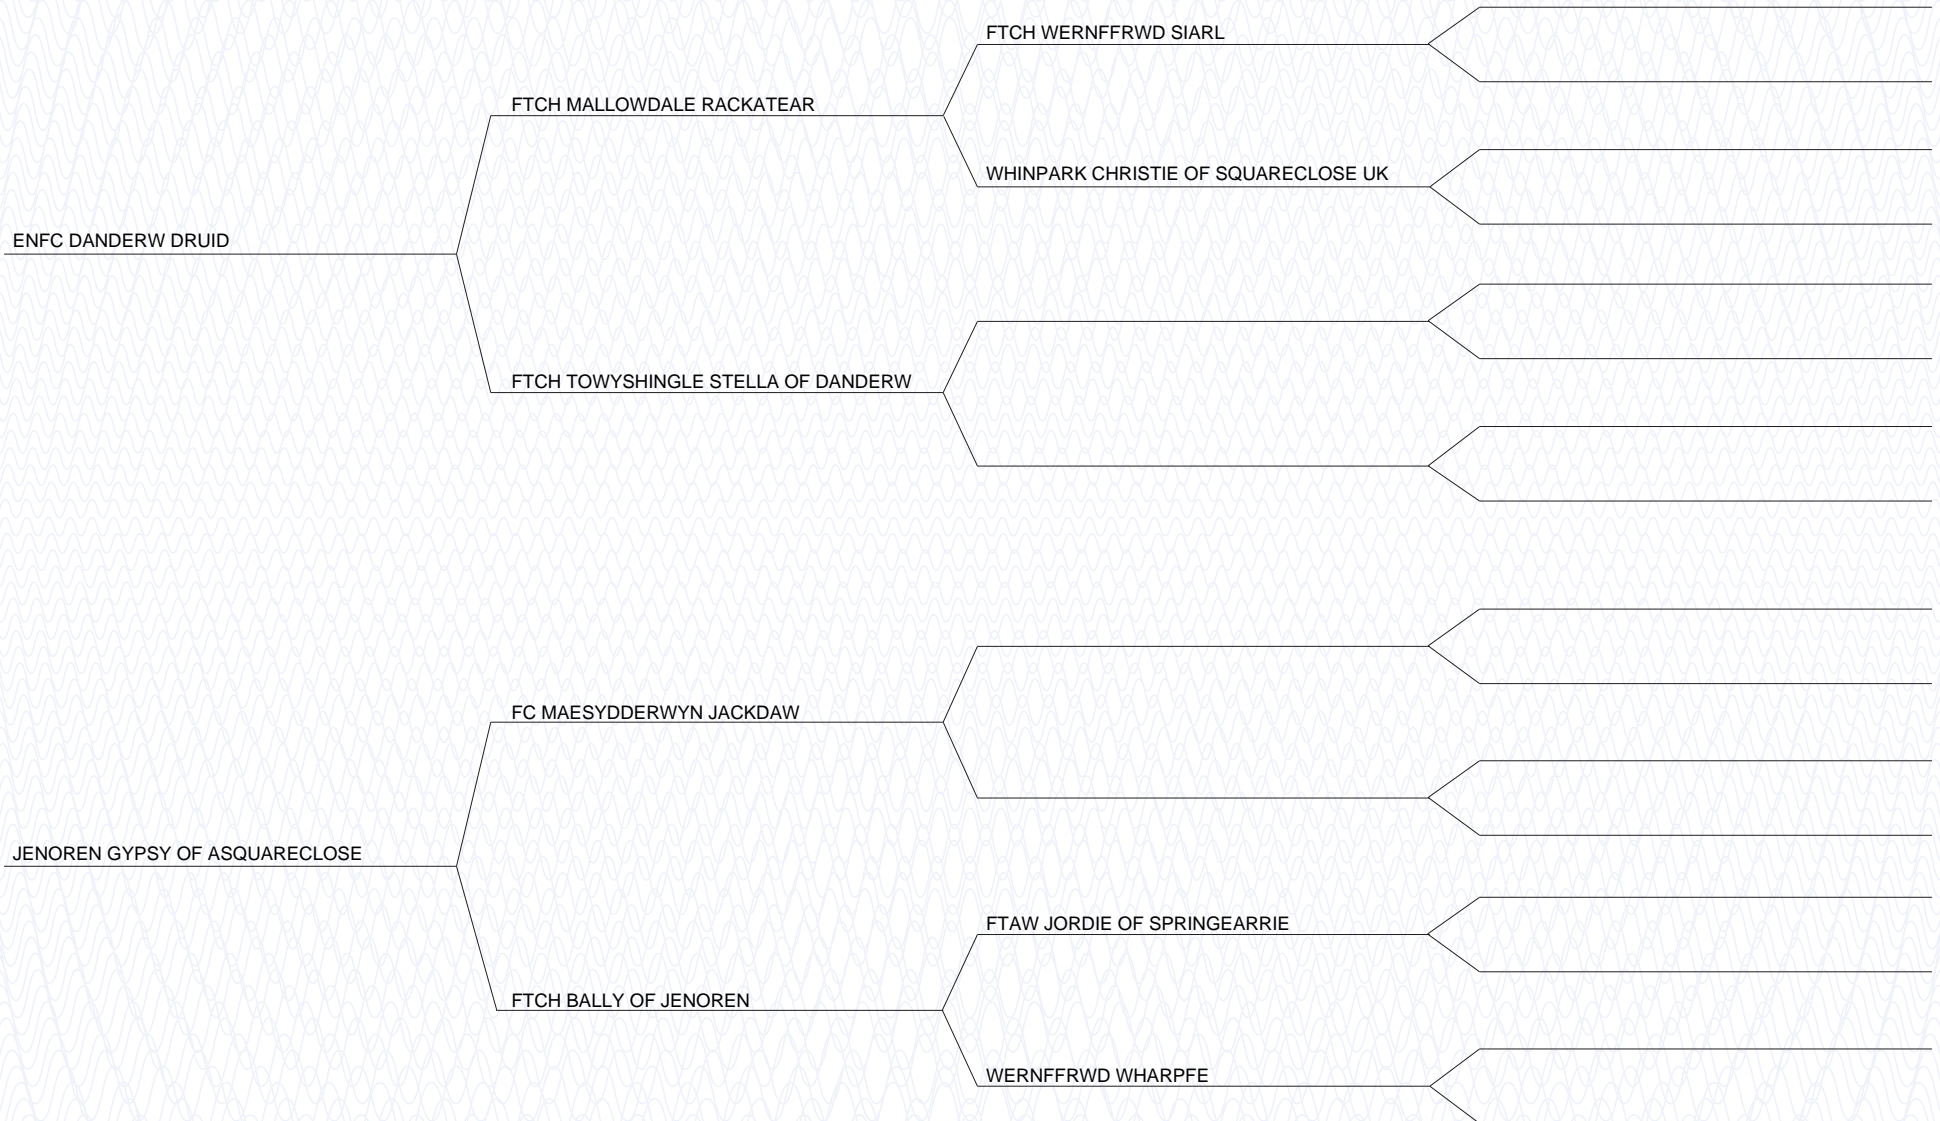 FTCH WERNFFRWD SIARL
FTCH MALLOWDALE RACKATEAR
WHINPARK CHRISTIE OF SQUARECLOSE UK
ENFC DANDERW DRUID
FTCH TOWYSHINGLE STELLA OF DANDERW
FC MAESYDDERWYN JACKDAW
JENOREN GYPSY OF ASQUARECLOSE
FTAW JORDIE OF SPRINGEARRIE
FTCH BALLY OF JENOREN
WERNFFRWD WHARPFE